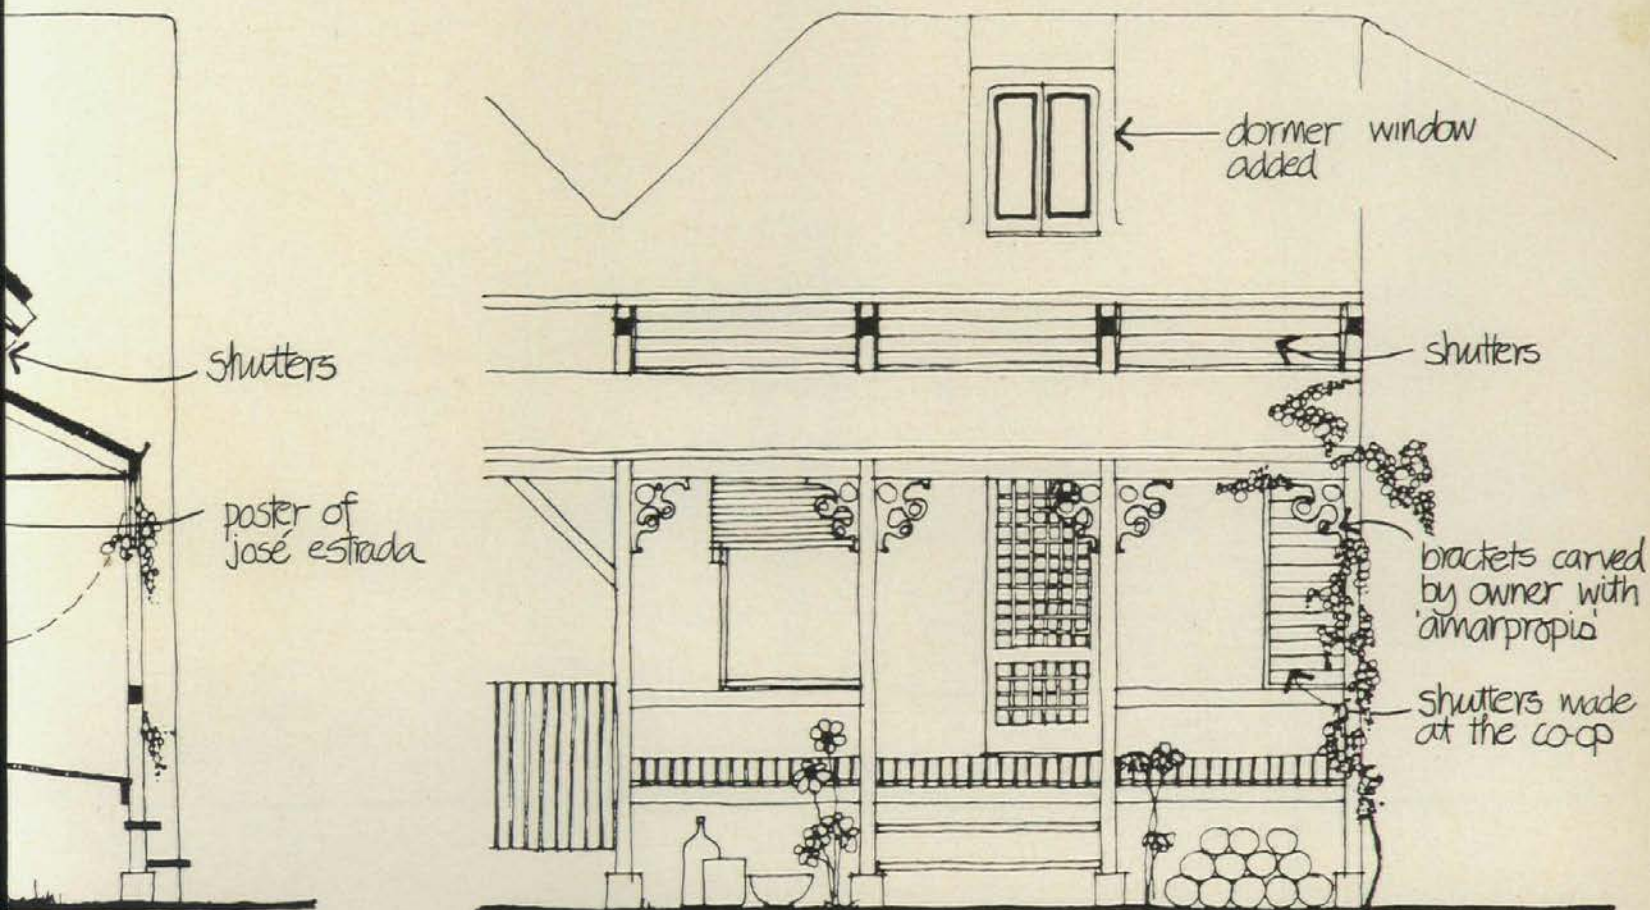 shutters
poster of
josé estrada
dormer window
added
shutters
brackets carved
by owner with
'amarpropio'
shutters made
at the co-op